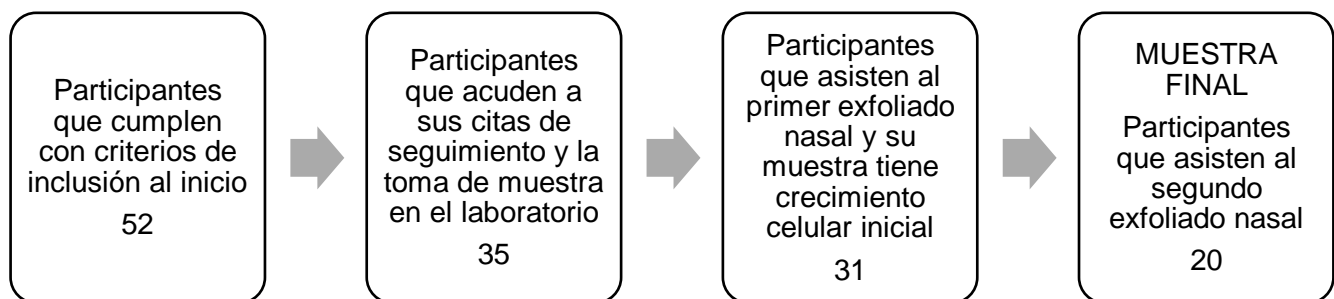 Participantes
que cumplen
con criterios de
inclusión al inicio
52
Participantes
que acuden a
sus citas de
seguimiento y la
toma de muestra
en el laboratorio
35
Participantes
que asisten al
primer exfoliado
nasal y su
muestra tiene
crecimiento
celular inicial
31
MUESTRA
FINAL
Participantes
que asisten al
segundo
exfoliado nasal
20